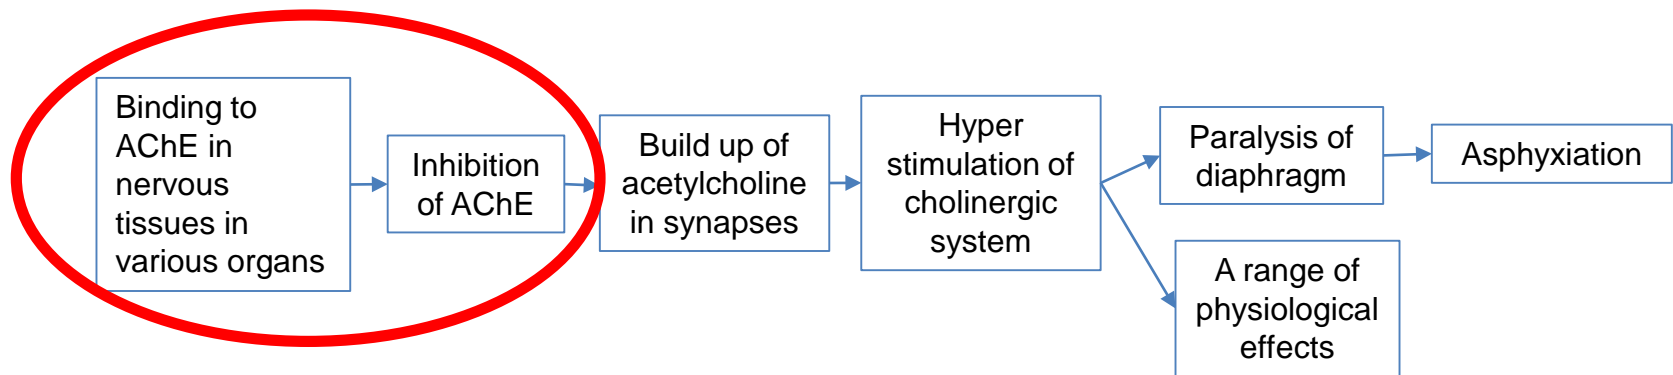 Binding to
AChE in
nervous
tissues in
various organs
Inhibition
of AChE
Build up of
acetylcholine
in synapses
Hyper
stimulation of
cholinergic
system
Paralysis of
diaphragm
Asphyxiation
A range of
physiological
effects